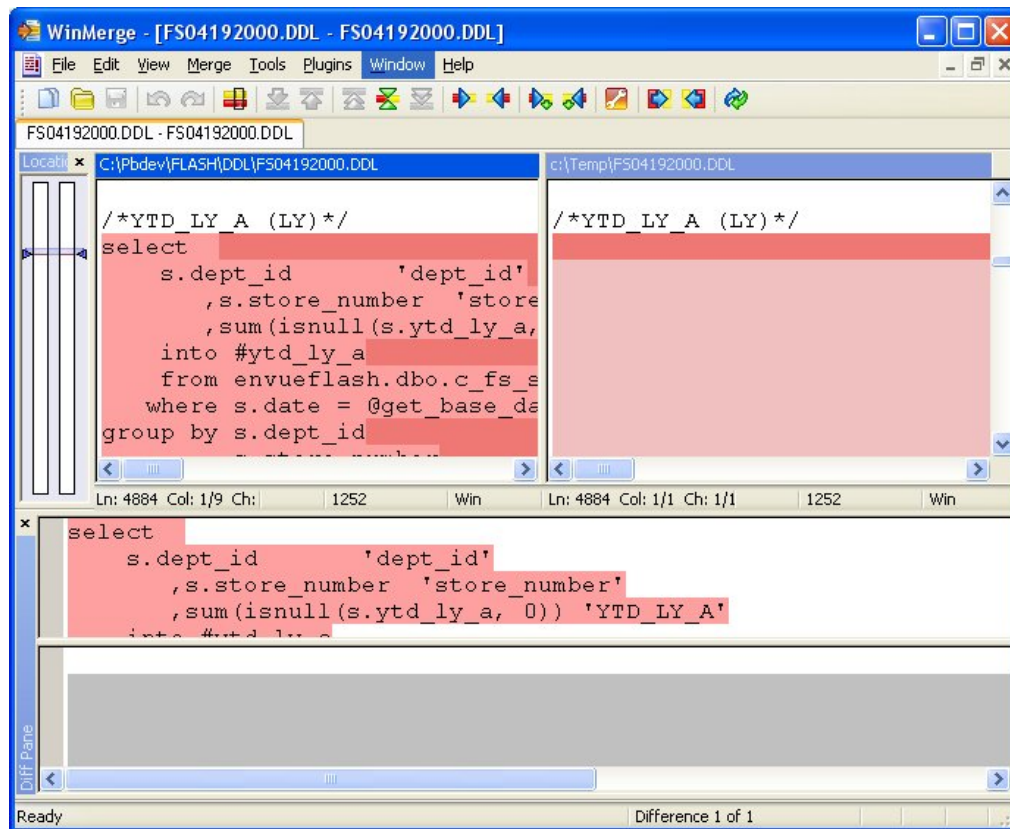 WinMerge - [FS04192000.DDL - FS04192000.DDL]
File Edit View Merge Tools Plugins Window Help
FS04192000.DDL - FS04192000.DDL
C:\Pbdev\FLASH\DDL\FS04192000.DDL
/*YTD_LY_A (LY)*/
select
s.dept_id 'dept_id'
,s.store_number 'store
,sum(isnull(s.ytd_ly_a,
into #ytd_ly_a
from envueflash.dbo.c_fs_s
where s.date = @get_base_da
group by s.dept_id
Ln: 4884 Col: 1/9 Ch: 1252 Win
c:\Temp\FS04192000.DDL
/*YTD_LY_A (LY)*/
Ln: 4884 Col: 1/1 Ch: 1/1 1252 Win
select
s.dept_id 'dept_id'
,s.store_number 'store_number'
,sum(isnull(s.ytd_ly_a, 0)) 'YTD_LY_A'
into #ytd_ly_a
Diff Pane
Ready Difference 1 of 1